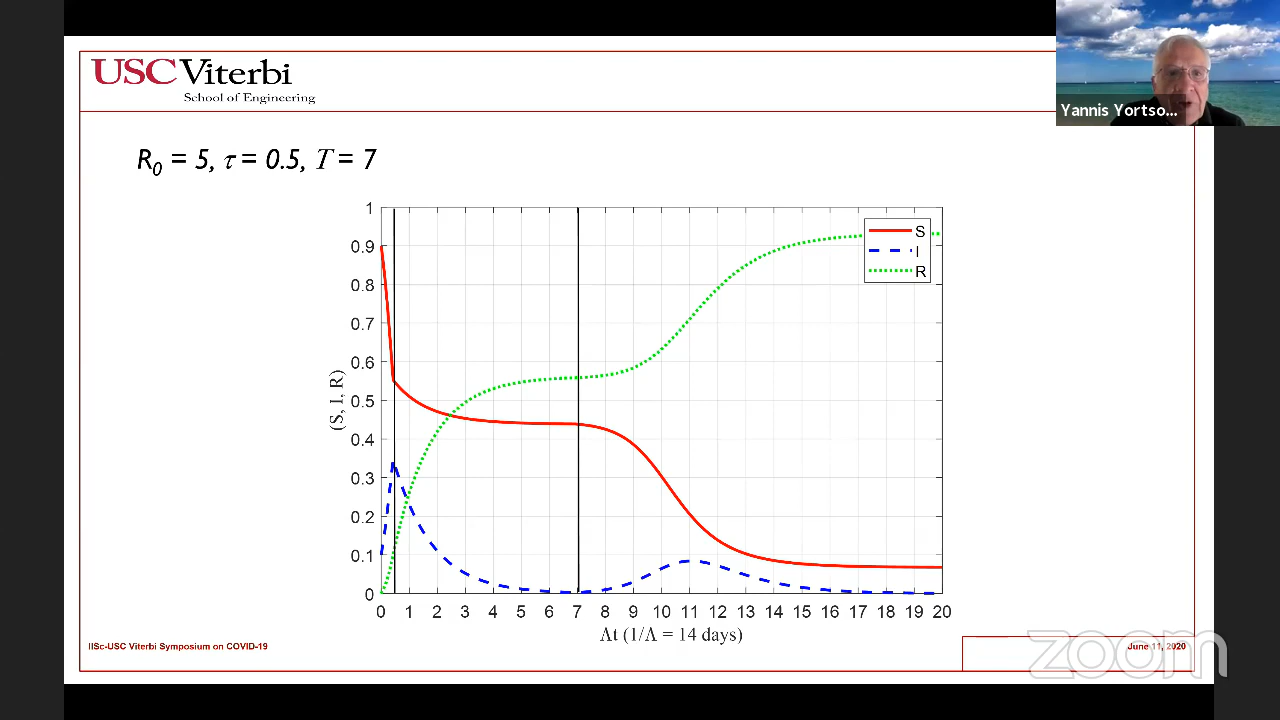 USC Viterbi
School of Engineering
Yannis Yortso...
R0 = 5, τ = 0.5, T = 7
1
0.9
0.8
0.7
0.6
0.5
0.4
0.3
0.2
0.1
0
(S, I, R)
S
I
R
0 1 2 3 4 5 6 7 8 9 10 11 12 13 14 15 16 17 18 19 20
Λt (1/Λ = 14 days)
IISc-USC Viterbi Symposium on COVID-19
June 11, 2020
zoom